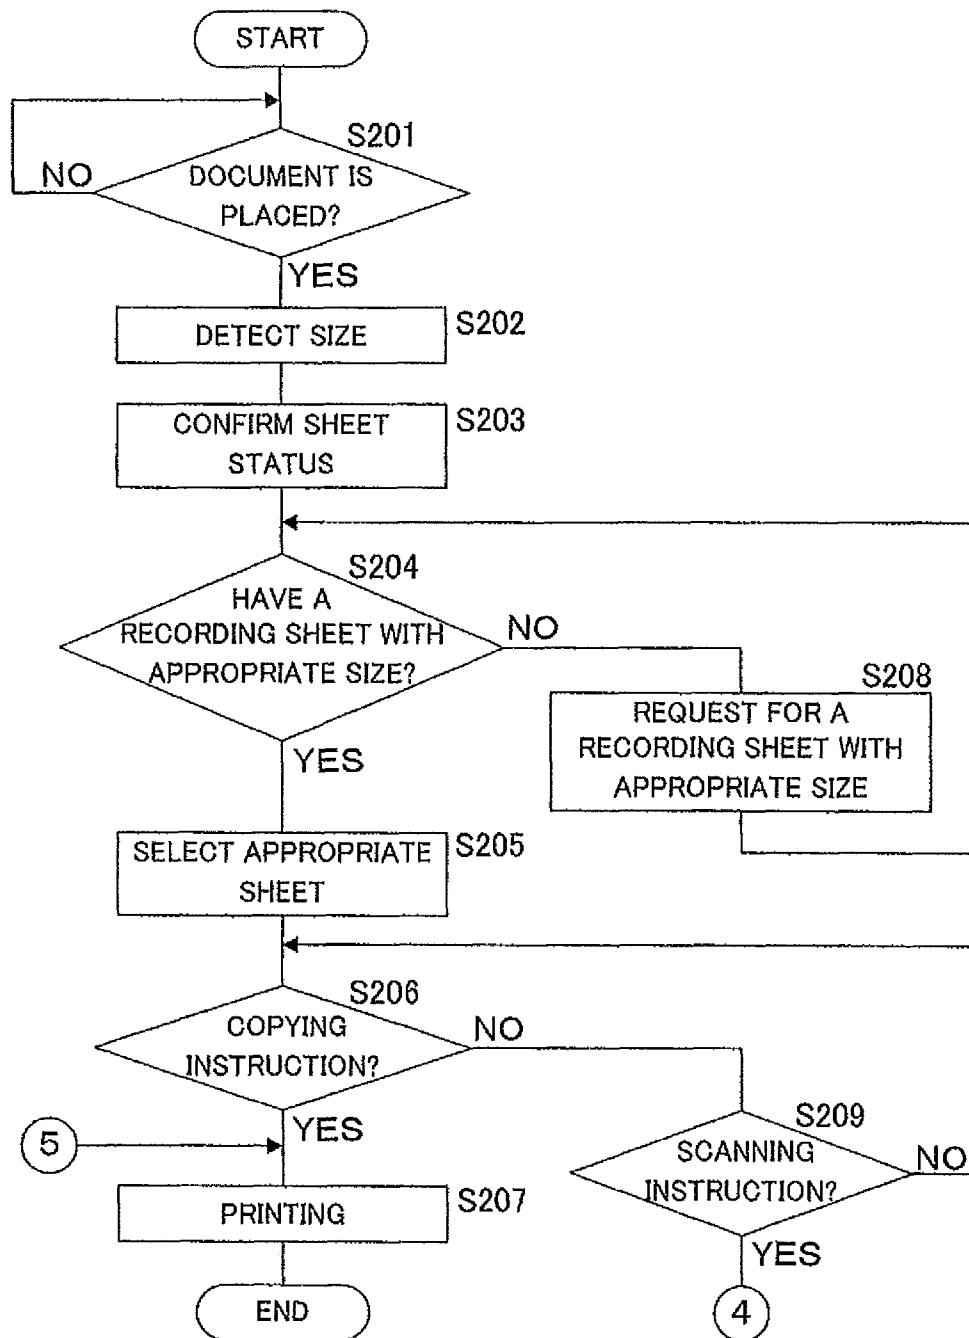 START
S201
NO
DOCUMENT IS
PLACED?
YES
DETECT SIZE
S202
CONFIRM SHEET
STATUS
S203
S204
HAVE A
RECORDING SHEET WITH
APPROPRIATE SIZE?
NO
YES
S208
REQUEST FOR A
RECORDING SHEET WITH
APPROPRIATE SIZE
SELECT APPROPRIATE
SHEET
S205
S206
COPYING
INSTRUCTION?
NO
YES
5
S209
SCANNING
INSTRUCTION?
NO
YES
PRINTING
S207
END
4